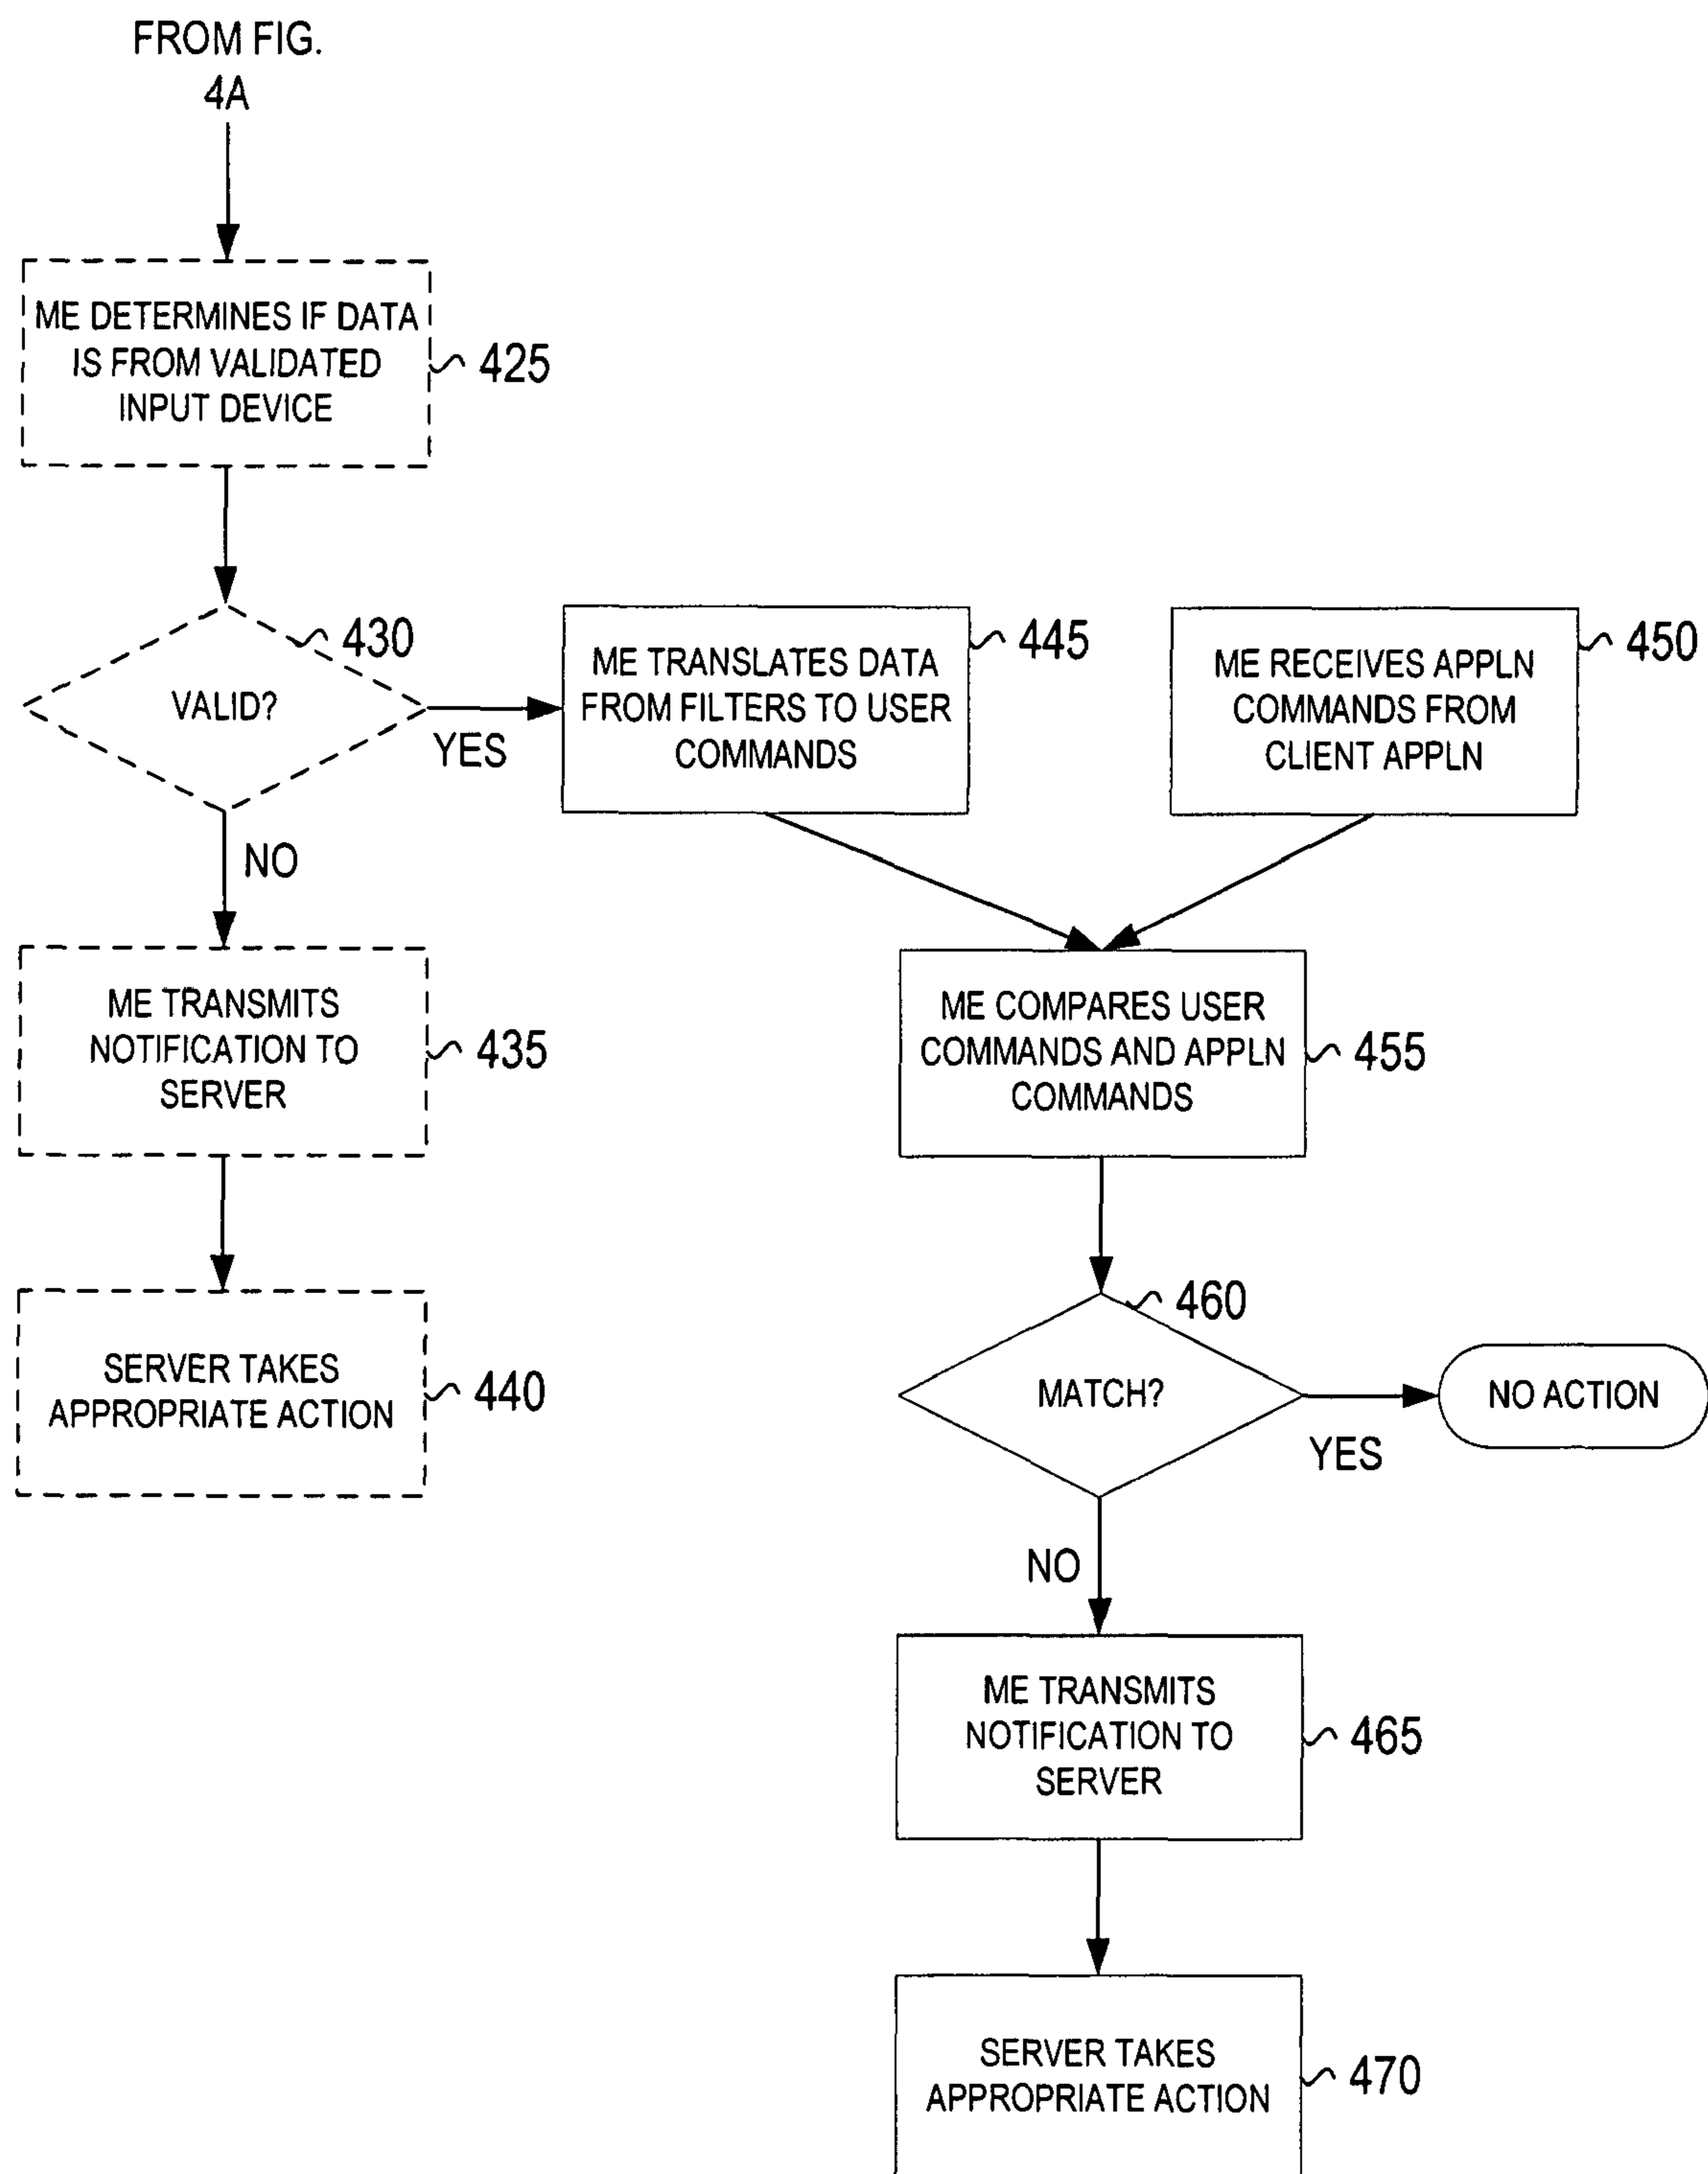 FROM FIG.
4A
ME DETERMINES IF DATA
IS FROM VALIDATED
INPUT DEVICE
425
430
VALID?
YES
NO
ME TRANSLATES DATA
FROM FILTERS TO USER
COMMANDS
445
ME RECEIVES APPLN
COMMANDS FROM
CLIENT APPLN
450
ME TRANSMITS
NOTIFICATION TO
SERVER
435
ME COMPARES USER
COMMANDS AND APPLN
COMMANDS
455
SERVER TAKES
APPROPRIATE ACTION
440
460
MATCH?
YES
NO ACTION
NO
ME TRANSMITS
NOTIFICATION TO
SERVER
465
SERVER TAKES
APPROPRIATE ACTION
470